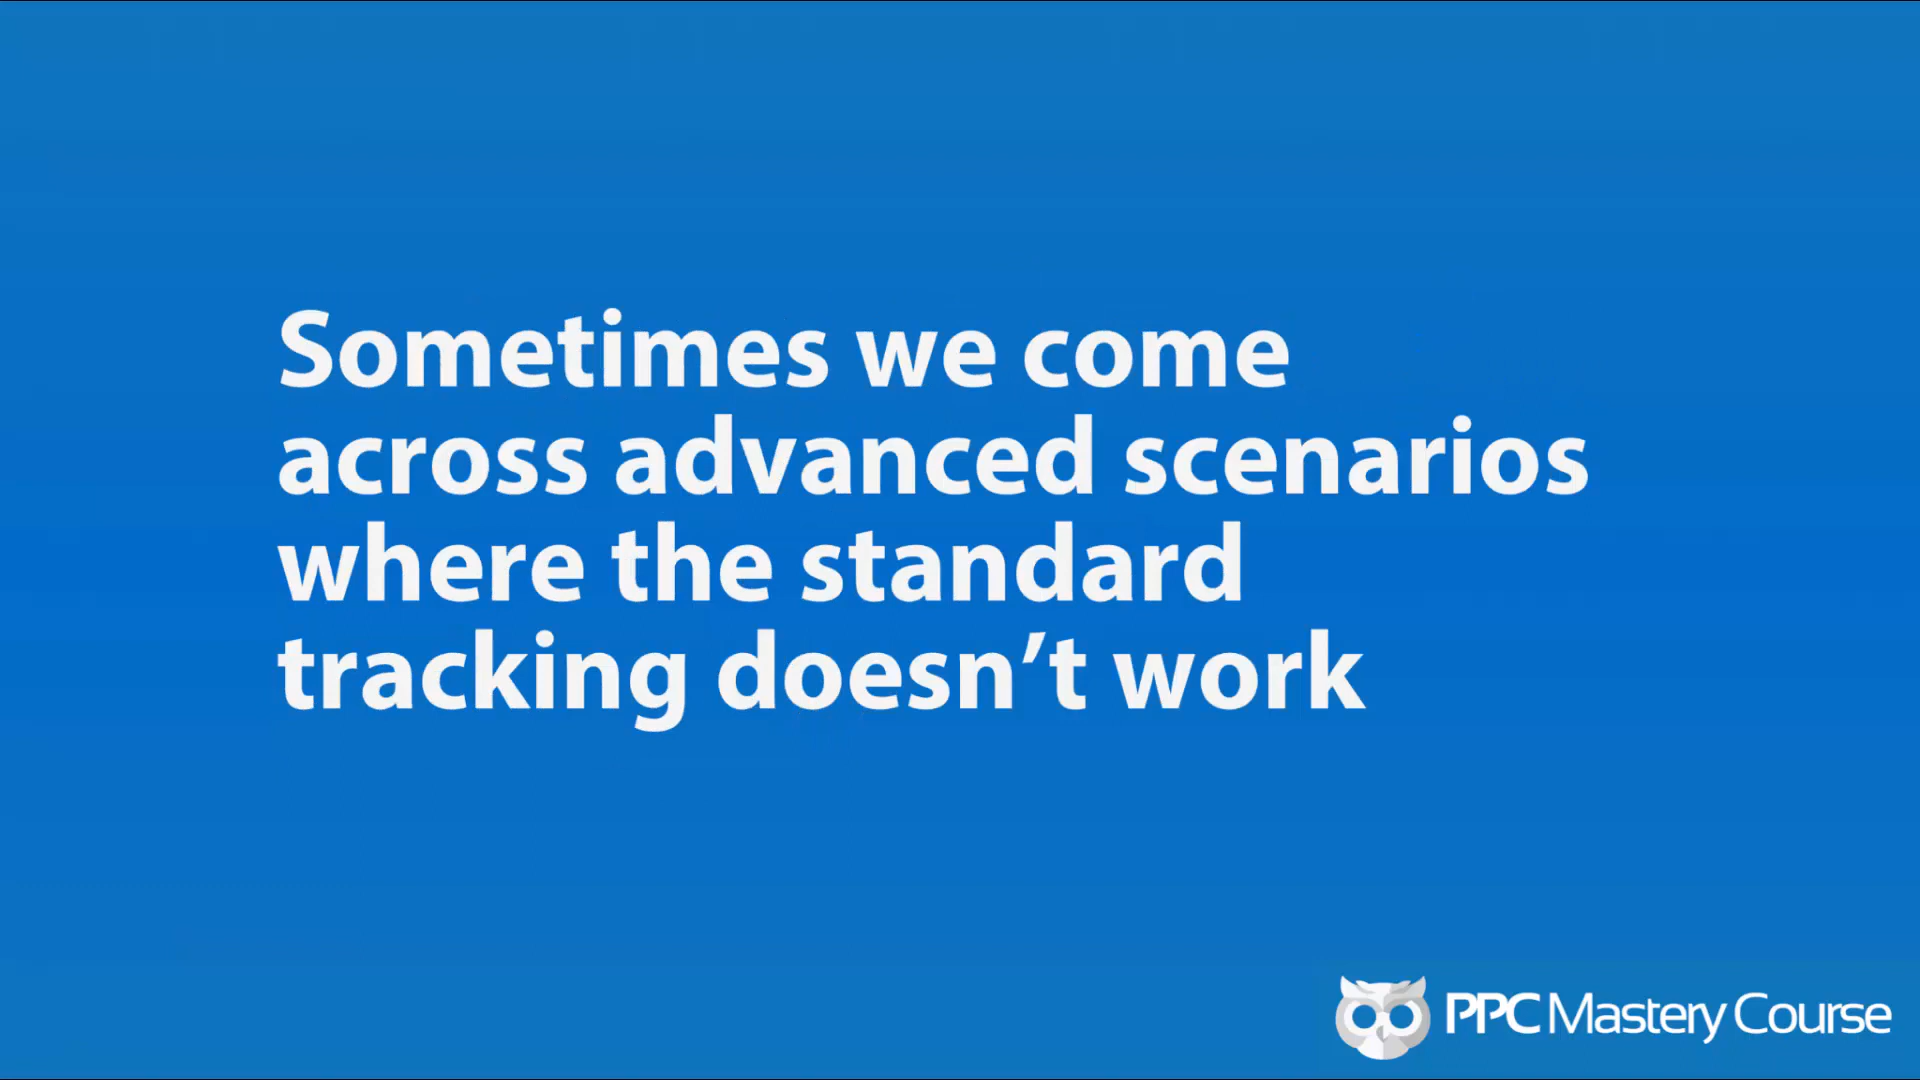 Sometimes we come
across advanced scenarios
where the standard
tracking doesn’t work
PPC Mastery Course